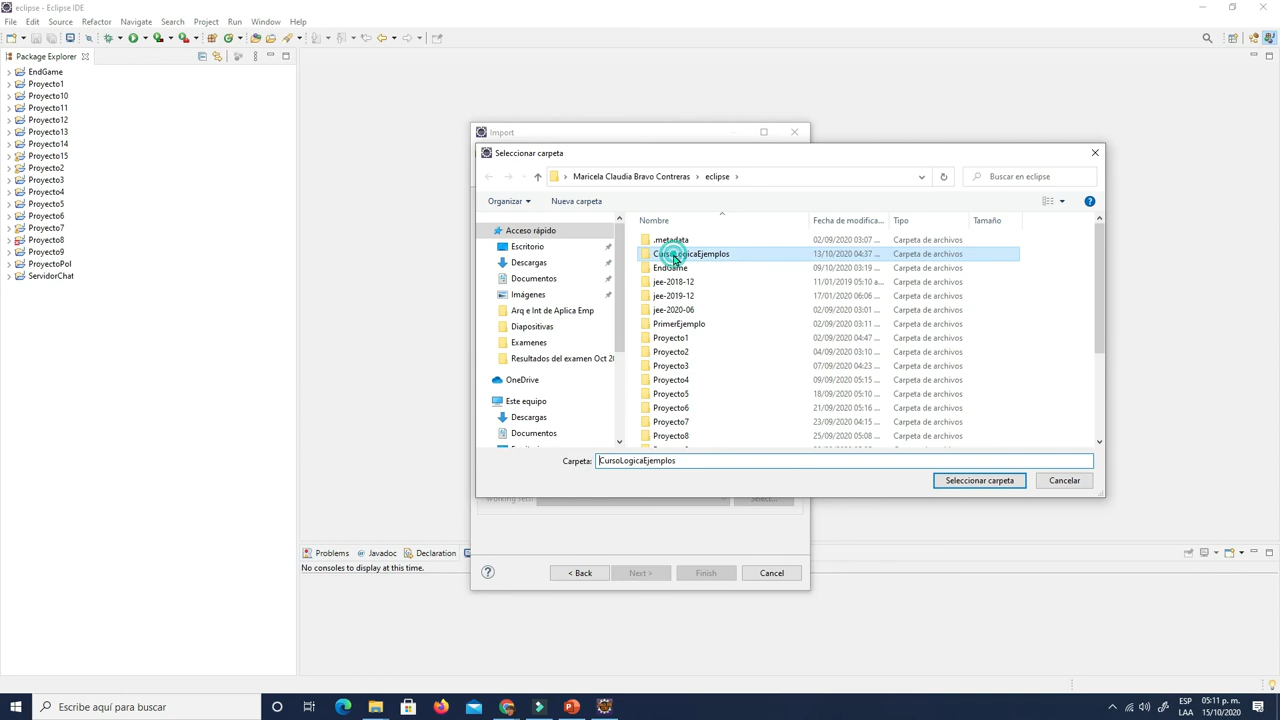 eclipse - Eclipse IDE
File Edit Source Refactor Navigate Search Project Run Window Help
Package Explorer
EndGame
Proyecto1
Proyecto10
Proyecto11
Proyecto12
Proyecto13
Proyecto14
Proyecto15
Proyecto2
Proyecto3
Proyecto4
Proyecto5
Proyecto6
Proyecto7
Proyecto8
Proyecto9
ProyectoPol
ServidorChat
Import
Seleccionar carpeta
Maricela Claudia Bravo Contreras > eclipse >
Buscar en eclipse
Organizar Nueva carpeta
Acceso rápido
Escritorio
Descargas
Documentos
Imágenes
Arq e Int de Aplica Emp
Diapositivas
Examenes
Resultados del examen Oct 20
OneDrive
Este equipo
Descargas
Documentos
Nombre Fecha de modifica... Tipo Tamaño
.metadata 02/09/2020 03:07 ... Carpeta de archivos
CursoLogicaEjemplos 13/10/2020 04:37 ... Carpeta de archivos
EndGame 09/10/2020 03:19 ... Carpeta de archivos
jee-2018-12 11/01/2019 05:10 a... Carpeta de archivos
jee-2019-12 17/01/2020 06:06 ... Carpeta de archivos
jee-2020-06 02/09/2020 03:01 ... Carpeta de archivos
PrimerEjemplo 02/09/2020 03:11 ... Carpeta de archivos
Proyecto1 02/09/2020 04:47 ... Carpeta de archivos
Proyecto2 04/09/2020 03:10 ... Carpeta de archivos
Proyecto3 07/09/2020 04:23 ... Carpeta de archivos
Proyecto4 09/09/2020 05:15 ... Carpeta de archivos
Proyecto5 18/09/2020 05:10 ... Carpeta de archivos
Proyecto6 21/09/2020 05:16 ... Carpeta de archivos
Proyecto7 23/09/2020 04:15 ... Carpeta de archivos
Proyecto8 25/09/2020 05:08 ... Carpeta de archivos
Carpeta: CursoLogicaEjemplos
Seleccionar carpeta Cancelar
< Back Next > Finish Cancel
Problems Javadoc Declaration
No consoles to display at this time.
Escribe aquí para buscar
ESP 05:11 p. m.
LAA 15/10/2020